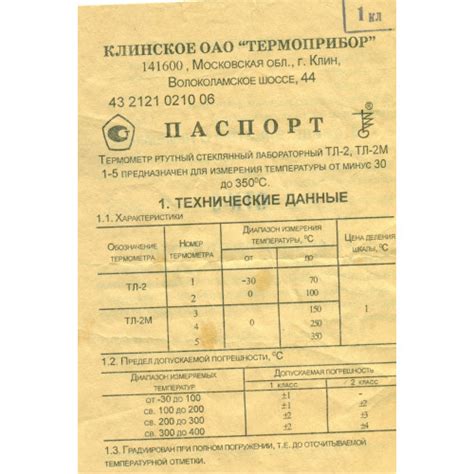 1 кл
КЛИНСКОЕ ОАО "ТЕРМОПРИБОР"
141600 , МОСКОВСКАЯ ОБЛ., г. КЛИН,
ВОЛОКОЛАМСКОЕ ШОССЕ, 44
43 2121 0210 06
ПАСПОРТ
ТЕРМОМЕТР РТУТНЫЙ СТЕКЛЯННЫЙ ЛАБОРАТОРНЫЙ ТЛ-2, ТЛ-2М
1-5 ПРЕДНАЗНАЧЕН ДЛЯ ИЗМЕРЕНИЯ ТЕМПЕРАТУРЫ ОТ МИНУС 30
ДО 350°С.
1. ТЕХНИЧЕСКИЕ ДАННЫЕ
1.1. ХАРАКТЕРИСТИКИ
ОБОЗНАЧЕНИЕ ТЕРМОМЕТРА НОМЕР ТЕРМОМЕТРА ДИАПАЗОН ИЗМЕРЕНИЯ ТЕМПЕРАТУРЫ, °С ЦЕНА ДЕЛЕНИЯ ШКАЛЫ, °С
ОТ ДО
ТЛ-2 1 -30 70
2 0 100
ТЛ-2М 3 150 1
4 0 250
5 350
1.2. ПРЕДЕЛ ДОПУСКАЕМОЙ ПОГРЕШНОСТИ, °С
ДИАПАЗОН ИЗМЕРЯЕМЫХ ТЕМПЕРАТУР ДОПУСКАЕМАЯ ПОГРЕШНОСТЬ
1 КЛАСС 2 КЛАСС
ОТ -30 ДО 100 ±1
СВ. 100 ДО 200 ±1 ±2
СВ. 200 ДО 300 ±2 ±3
СВ. 300 ДО 400 ±2 ±4
1.3. ГРАДУИРОВАН ПРИ ПОЛНОМ ПОГРУЖЕНИИ, Т.Е. ДО ОТСЧИТЫВАЕМОЙ
ТЕМПЕРАТУРНОЙ ОТМЕТКИ.